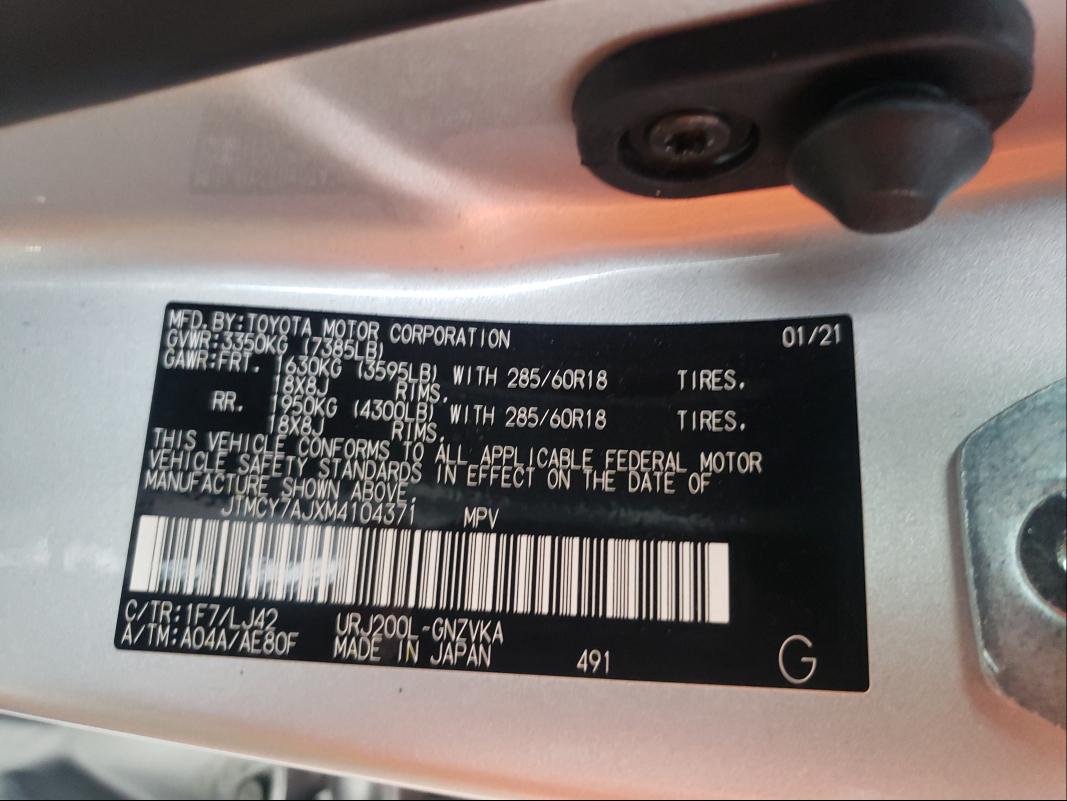 MFD.BY:TOYOTA MOTOR CORPORATION 01/21
GVWR:3350KG (7385LB)
GAWR:FRT. 1630KG (3595LB) WITH 285/60R18 TIRES.
18X8J RTMS.
RR. 1950KG (4300LB) WITH 285/60R18 TIRES.
18X8J RTMS.
THIS VEHICLE CONFORMS TO ALL APPLICABLE FEDERAL MOTOR
VEHICLE SAFETY STANDARDS IN EFFECT ON THE DATE OF
MANUFACTURE SHOWN ABOVE.
JTMCY7AJXM4104371 MPV
C/TR:1F7/LJ42 URJ200L-GNZVKA
A/TM:A04A/AE80F MADE IN JAPAN 491 G